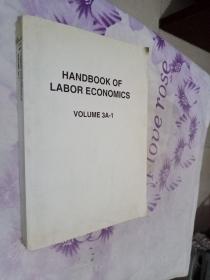 HANDBOOK OF
LABOR ECONOMICS
VOLUME 3A-1
I love rose